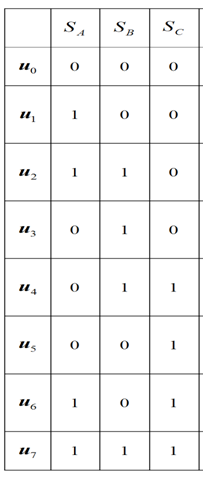 S_A S_B S_C
u_0 0 0 0
u_1 1 0 0
u_2 1 1 0
u_3 0 1 0
u_4 0 1 1
u_5 0 0 1
u_6 1 0 1
u_7 1 1 1